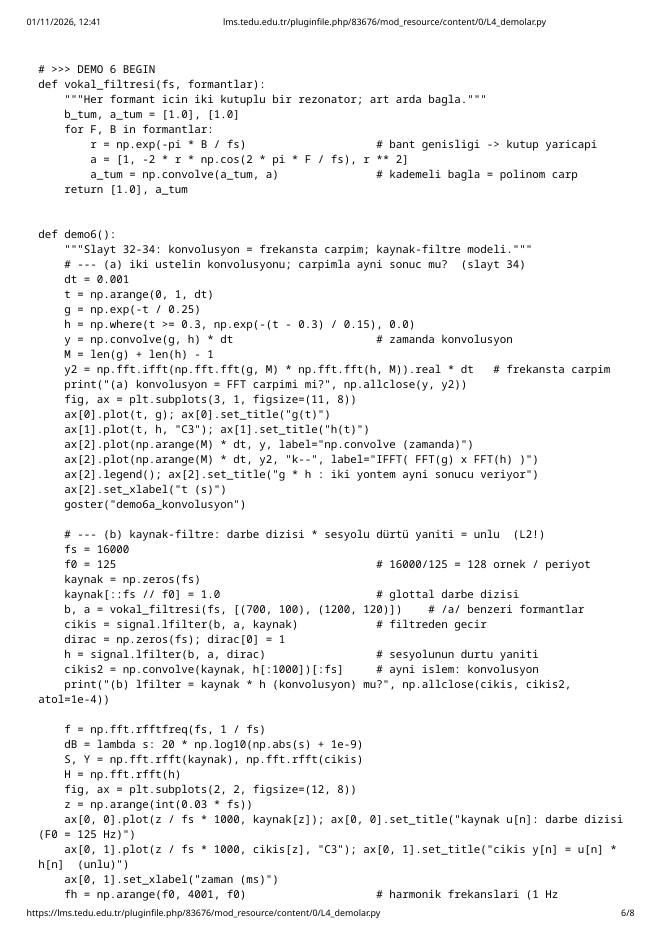 01/11/2026, 12:41 lms.tedu.edu.tr/pluginfile.php/83676/mod_resource/content/0/L4_demolar.py
# >>> DEMO 6 BEGIN
def vokal_filtresi(fs, formantlar):
    """Her formant icin iki kutuplu bir rezonator; art arda bagla."""
    b_tum, a_tum = [1.0], [1.0]
    for F, B in formantlar:
        r = np.exp(-pi * B / fs)                    # bant genisligi -> kutup yaricapi
        a = [1, -2 * r * np.cos(2 * pi * F / fs), r ** 2]
        a_tum = np.convolve(a_tum, a)               # kademeli bagla = polinom carp
    return [1.0], a_tum
def demo6():
    """Slayt 32-34: konvolusyon = frekansta carpim; kaynak-filtre modeli."""
    # --- (a) iki ustelin konvolusyonu; carpimla ayni sonuc mu?  (slayt 34)
    dt = 0.001
    t = np.arange(0, 1, dt)
    g = np.exp(-t / 0.25)
    h = np.where(t >= 0.3, np.exp(-(t - 0.3) / 0.15), 0.0)
    y = np.convolve(g, h) * dt                      # zamanda konvolusyon
    M = len(g) + len(h) - 1
    y2 = np.fft.ifft(np.fft.fft(g, M) * np.fft.fft(h, M)).real * dt   # frekansta carpim
    print("(a) konvolusyon = FFT carpimi mi?", np.allclose(y, y2))
    fig, ax = plt.subplots(3, 1, figsize=(11, 8))
    ax[0].plot(t, g); ax[0].set_title("g(t)")
    ax[1].plot(t, h, "C3"); ax[1].set_title("h(t)")
    ax[2].plot(np.arange(M) * dt, y, label="np.convolve (zamanda)")
    ax[2].plot(np.arange(M) * dt, y2, "k--", label="IFFT( FFT(g) x FFT(h) )")
    ax[2].legend(); ax[2].set_title("g * h : iki yontem ayni sonucu veriyor")
    ax[2].set_xlabel("t (s)")
    goster("demo6a_konvolusyon")
    # --- (b) kaynak-filtre: darbe dizisi * sesyolu dürtü yaniti = unlu  (L2!)
    fs = 16000
    f0 = 125                                        # 16000/125 = 128 ornek / periyot
    kaynak = np.zeros(fs)
    kaynak[::fs // f0] = 1.0                        # glottal darbe dizisi
    b, a = vokal_filtresi(fs, [(700, 100), (1200, 120)])    # /a/ benzeri formantlar
    cikis = signal.lfilter(b, a, kaynak)            # filtreden gecir
    dirac = np.zeros(fs); dirac[0] = 1
    h = signal.lfilter(b, a, dirac)                 # sesyolunun durtu yaniti
    cikis2 = np.convolve(kaynak, h[:1000])[:fs]     # ayni islem: konvolusyon
    print("(b) lfilter = kaynak * h (konvolusyon) mu?", np.allclose(cikis, cikis2,
atol=1e-4))
    f = np.fft.rfftfreq(fs, 1 / fs)
    dB = lambda s: 20 * np.log10(np.abs(s) + 1e-9)
    S, Y = np.fft.rfft(kaynak), np.fft.rfft(cikis)
    H = np.fft.rfft(h)
    fig, ax = plt.subplots(2, 2, figsize=(12, 8))
    z = np.arange(int(0.03 * fs))
    ax[0, 0].plot(z / fs * 1000, kaynak[z]); ax[0, 0].set_title("kaynak u[n]: darbe dizisi
(F0 = 125 Hz)")
    ax[0, 1].plot(z / fs * 1000, cikis[z], "C3"); ax[0, 1].set_title("cikis y[n] = u[n] *
h[n]  (unlu)")
    ax[0, 1].set_xlabel("zaman (ms)")
    fh = np.arange(f0, 4001, f0)                    # harmonik frekanslari (1 Hz
https://lms.tedu.edu.tr/pluginfile.php/83676/mod_resource/content/0/L4_demolar.py 6/8